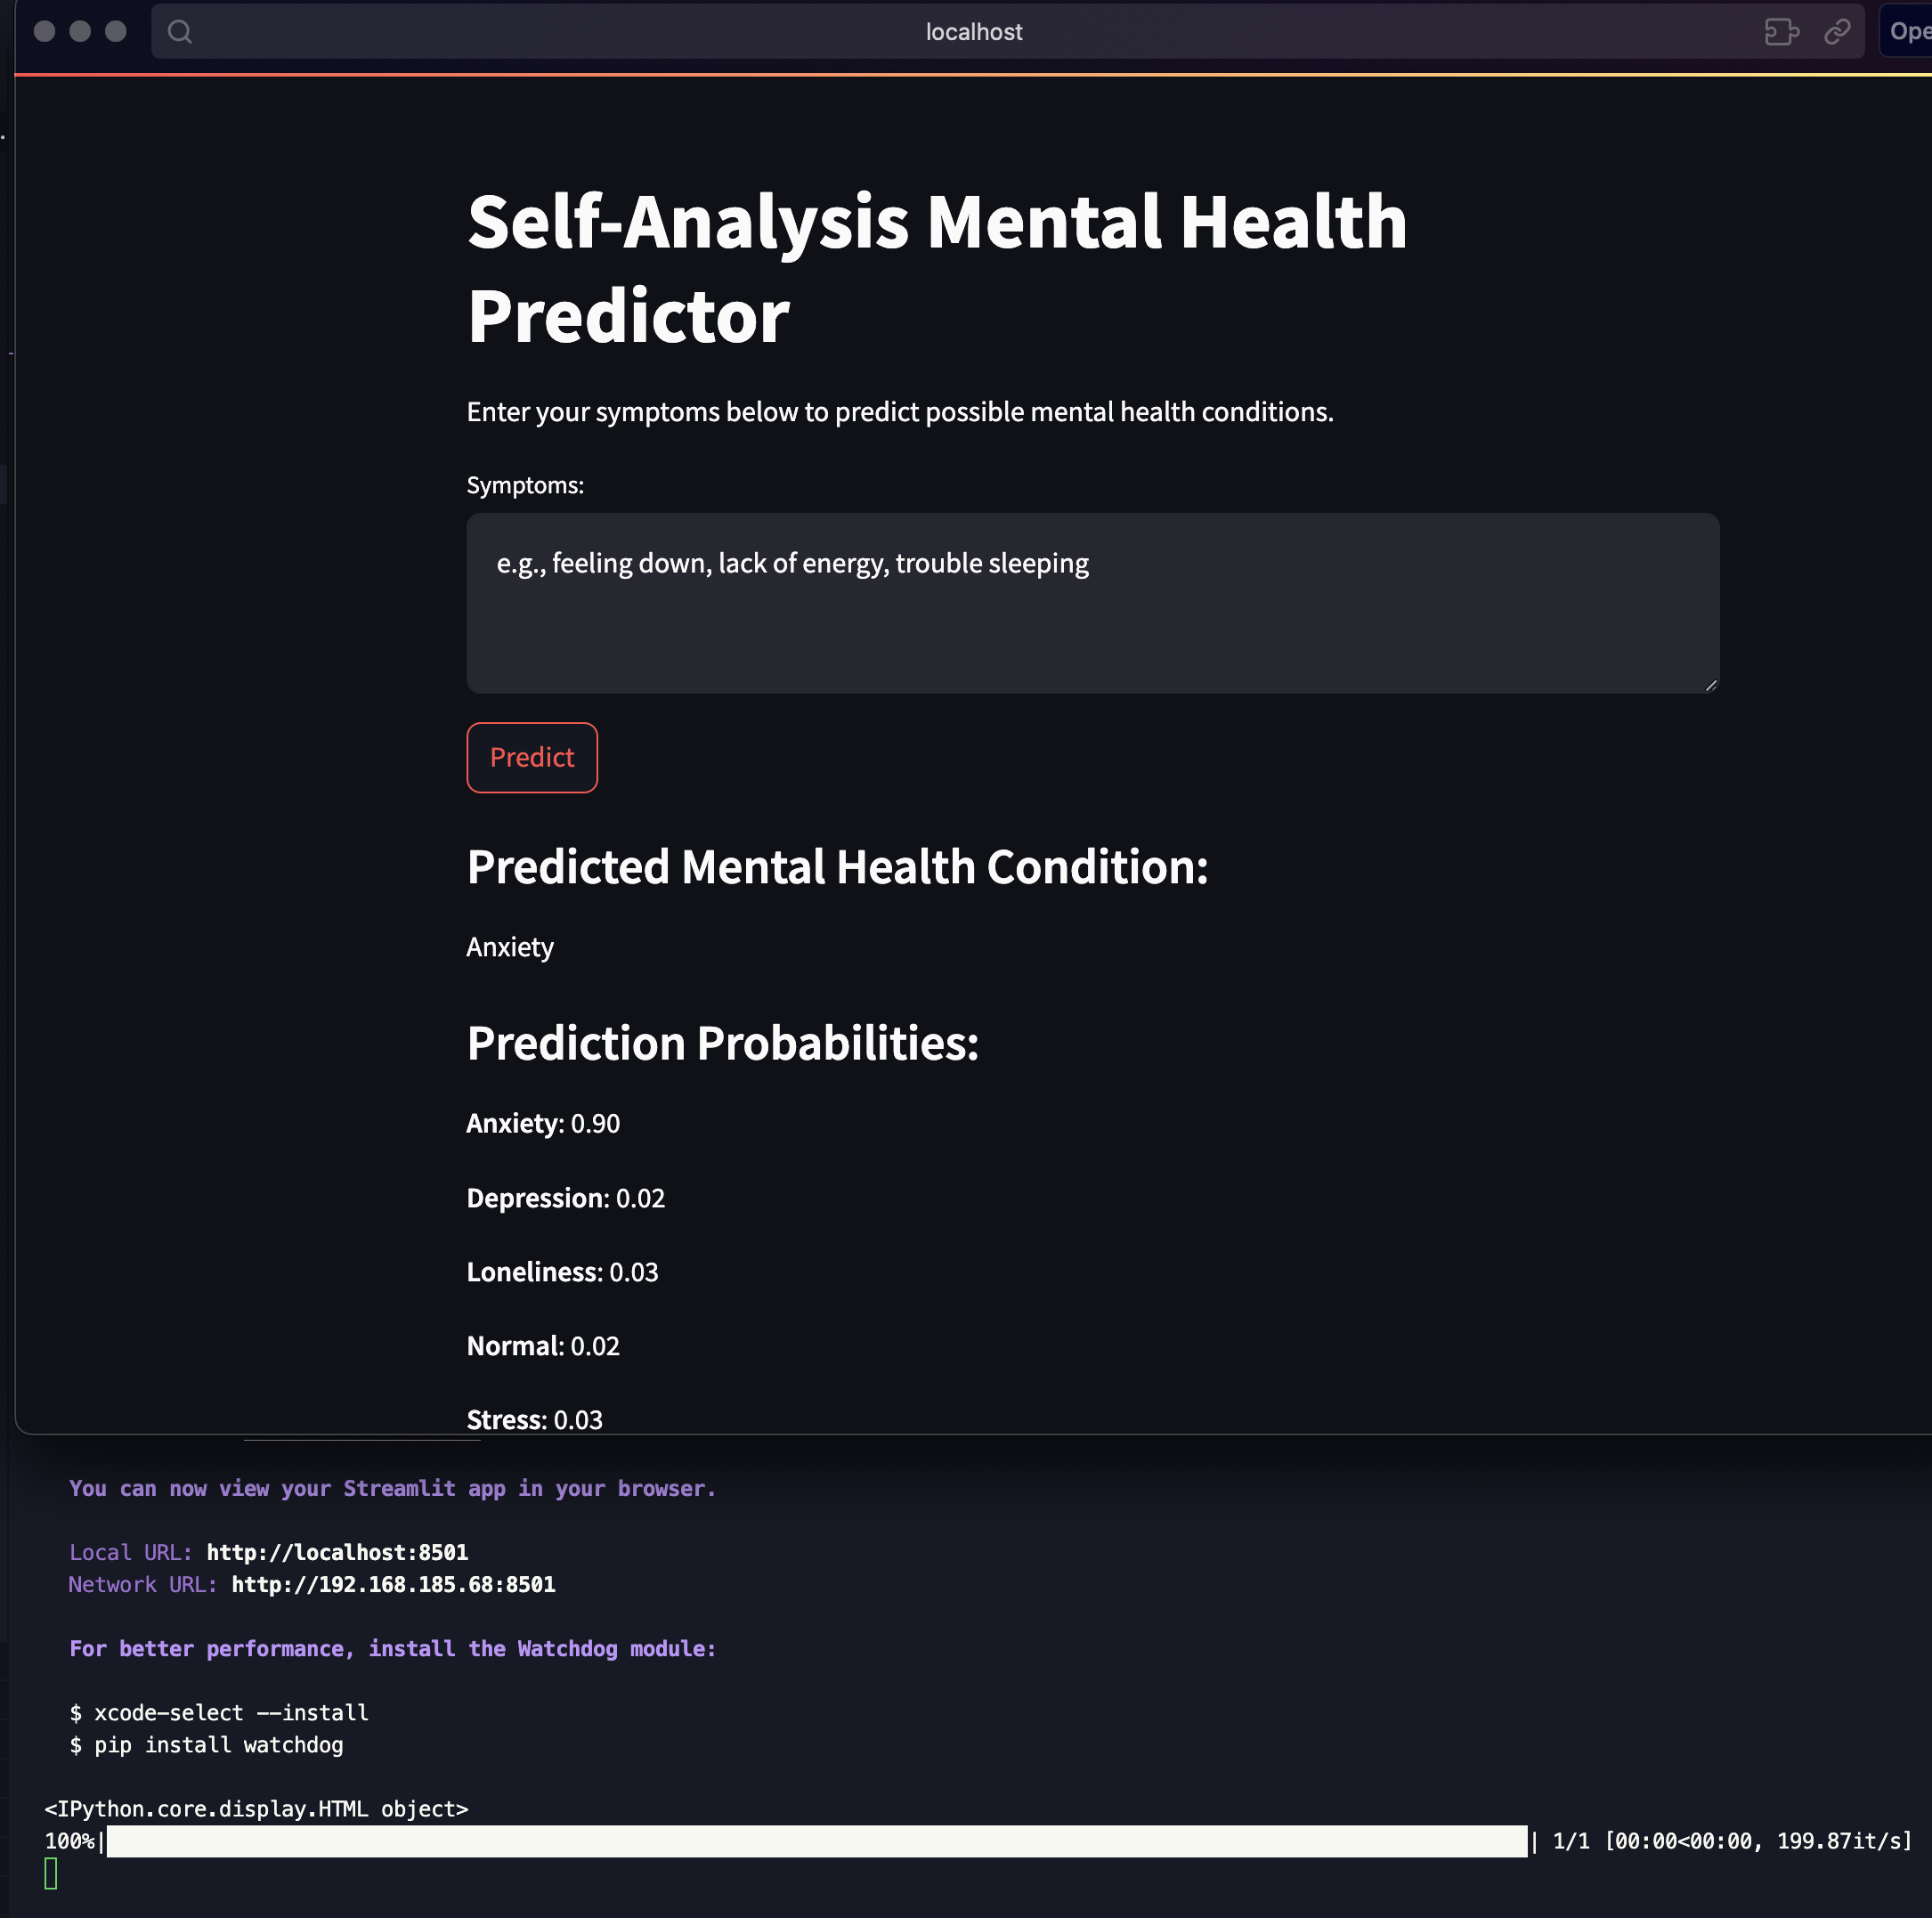 localhost
Ope
Self-Analysis Mental Health
Predictor
Enter your symptoms below to predict possible mental health conditions.
Symptoms:
e.g., feeling down, lack of energy, trouble sleeping
Predict
Predicted Mental Health Condition:
Anxiety
Prediction Probabilities:
Anxiety: 0.90
Depression: 0.02
Loneliness: 0.03
Normal: 0.02
Stress: 0.03
You can now view your Streamlit app in your browser.
Local URL: http://localhost:8501
Network URL: http://192.168.185.68:8501
For better performance, install the Watchdog module:
$ xcode-select --install
$ pip install watchdog
<IPython.core.display.HTML object>
100%| | 1/1 [00:00<00:00, 199.87it/s]